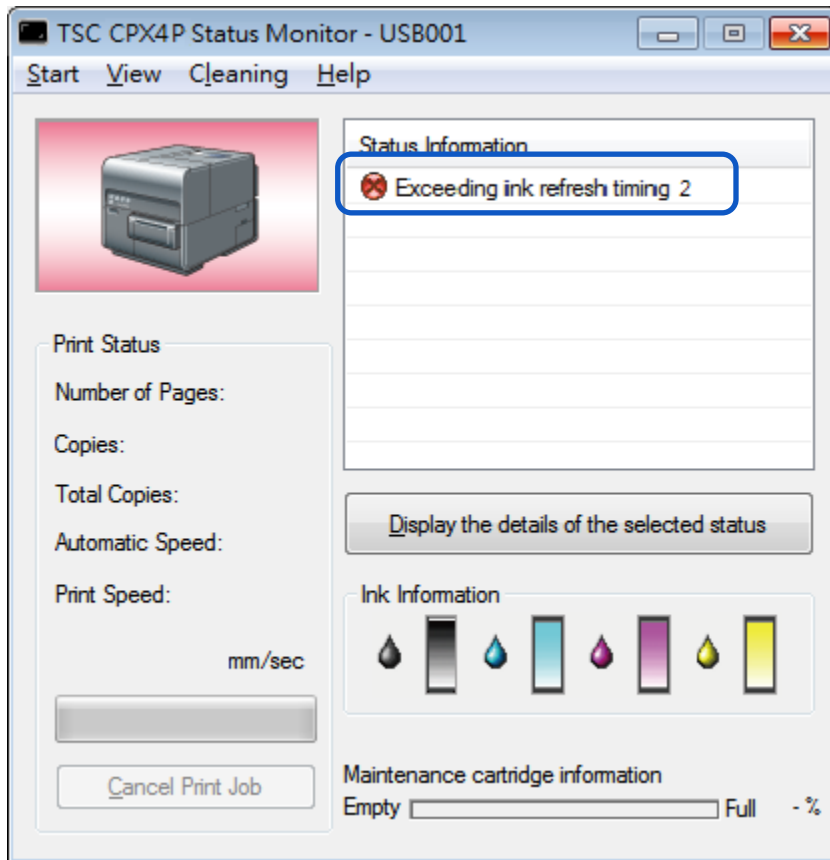 TSC CPX4P Status Monitor - USB001
Start View Cleaning Help
Status Information
Exceeding ink refresh timing 2
Print Status
Number of Pages:
Copies:
Total Copies:
Automatic Speed:
Print Speed:
mm/sec
Cancel Print Job
Display the details of the selected status
Ink Information
Maintenance cartridge information
Empty Full - %